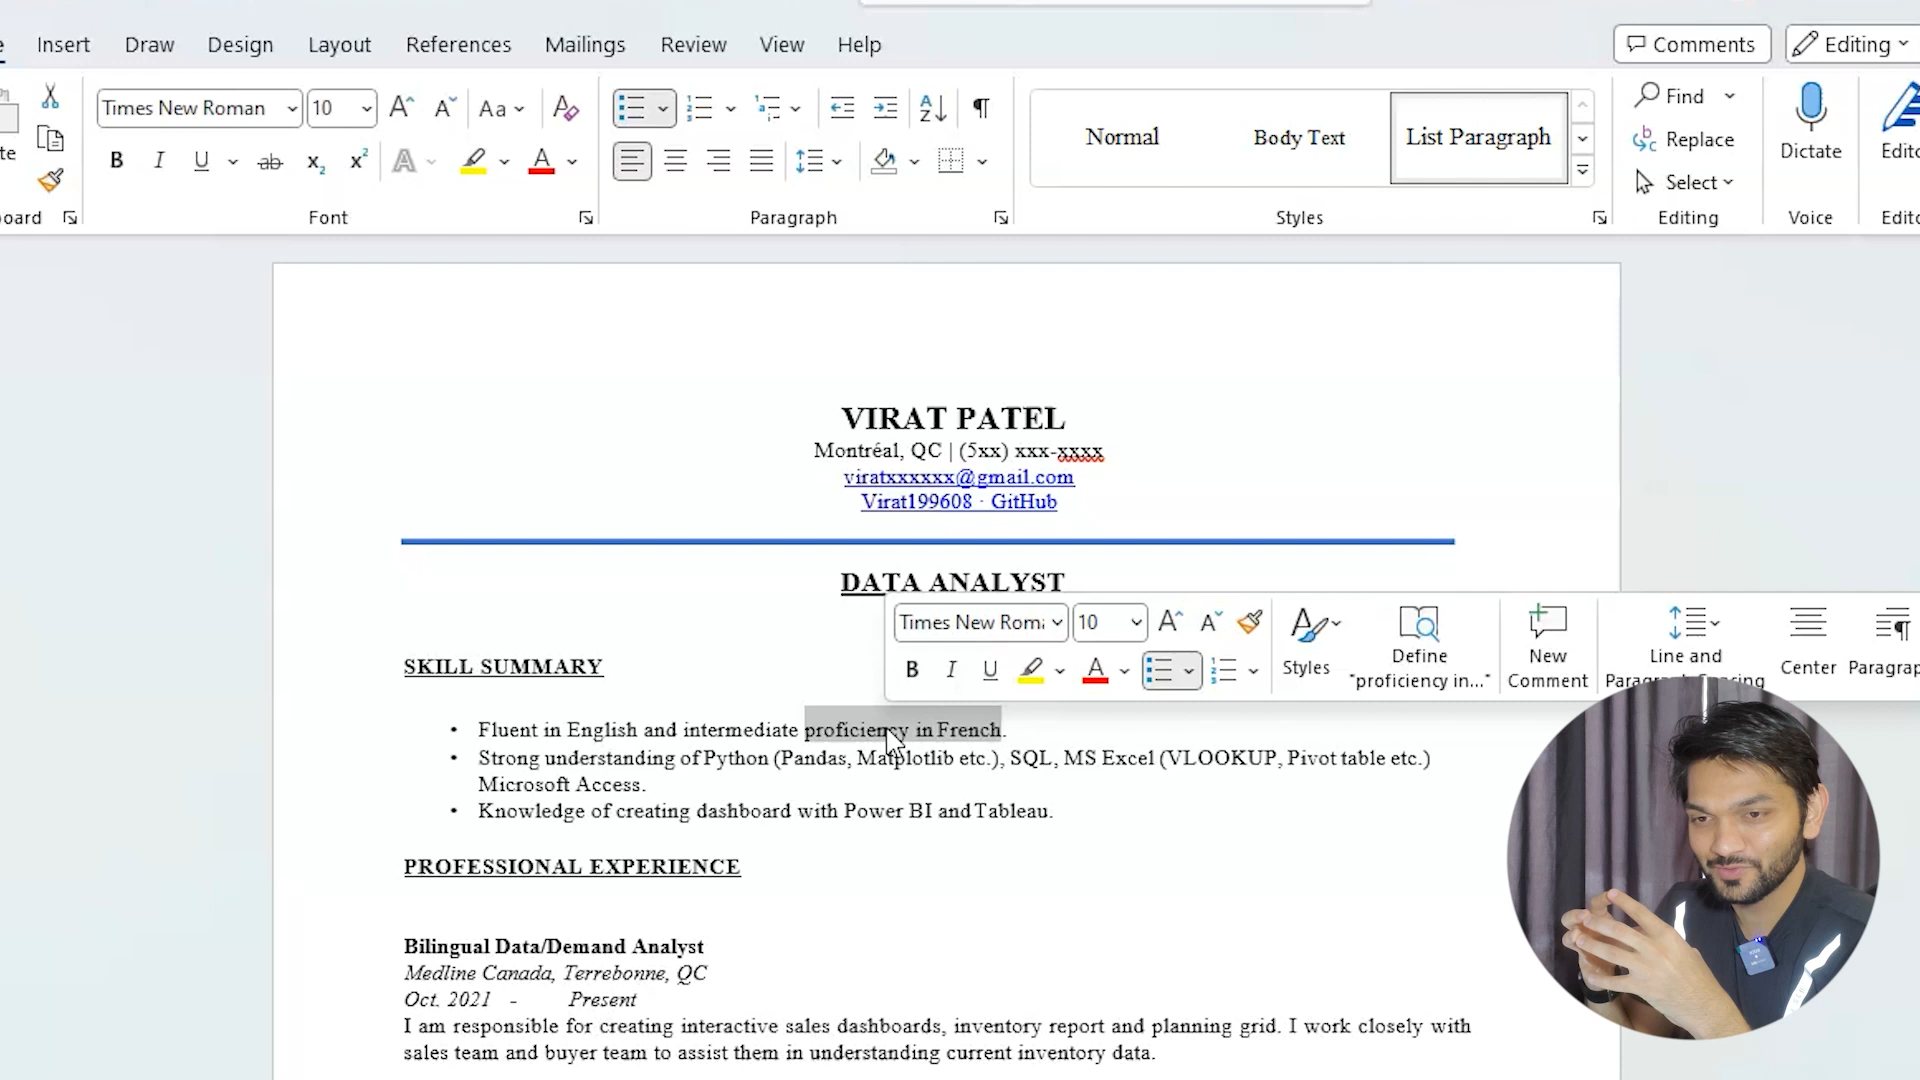 Insert Draw Design Layout References Mailings Review View Help Comments Editing
Times New Roman 10 Aa
Find
Replace
Select
Normal Body Text List Paragraph
Dictate
B I U ab x2 x2 A A
Font Paragraph Styles Editing Voice
VIRAT PATEL
Montréal, QC | (5xx) xxx-xxxx
viratxxxxxx@gmail.com
Virat199608 · GitHub
DATA ANALYST
Times New Roma 10
B I U A
Styles
Define "proficiency in..."
New Comment
Line and
Center
SKILL SUMMARY
• Fluent in English and intermediate proficiency in French.
• Strong understanding of Python (Pandas, Matplotlib etc.), SQL, MS Excel (VLOOKUP, Pivot table etc.)
Microsoft Access.
• Knowledge of creating dashboard with Power BI and Tableau.
PROFESSIONAL EXPERIENCE
Bilingual Data/Demand Analyst
Medline Canada, Terrebonne, QC
Oct. 2021 - Present
I am responsible for creating interactive sales dashboards, inventory report and planning grid. I work closely with
sales team and buyer team to assist them in understanding current inventory data.